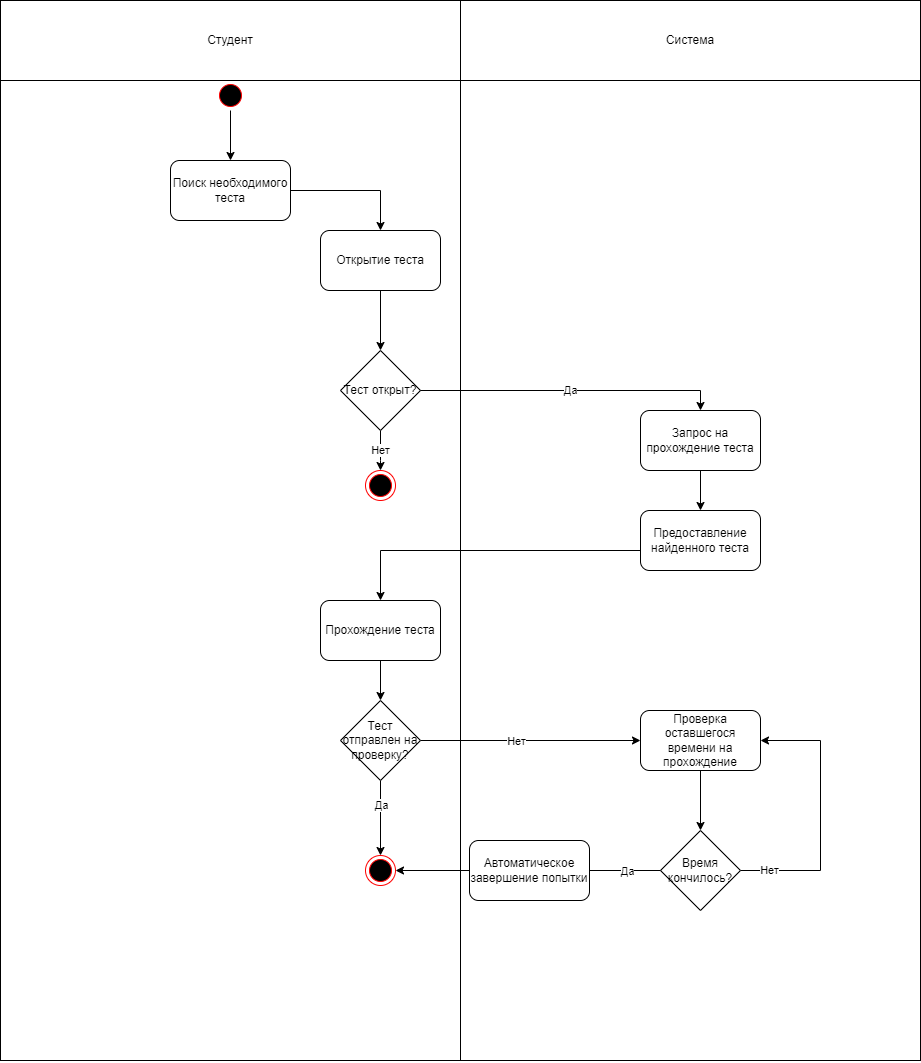 Студент
Система
Поиск необходимого
теста
Открытие теста
Тест открыт?
Да
Нет
Запрос на
прохождение теста
Предоставление
найденного теста
Прохождение теста
Тест
отправлен на
проверку?
Нет
Проверка
оставшегося
времени на
прохождение
Да
Автоматическое
завершение попытки
Да
Время
кончилось?
Нет